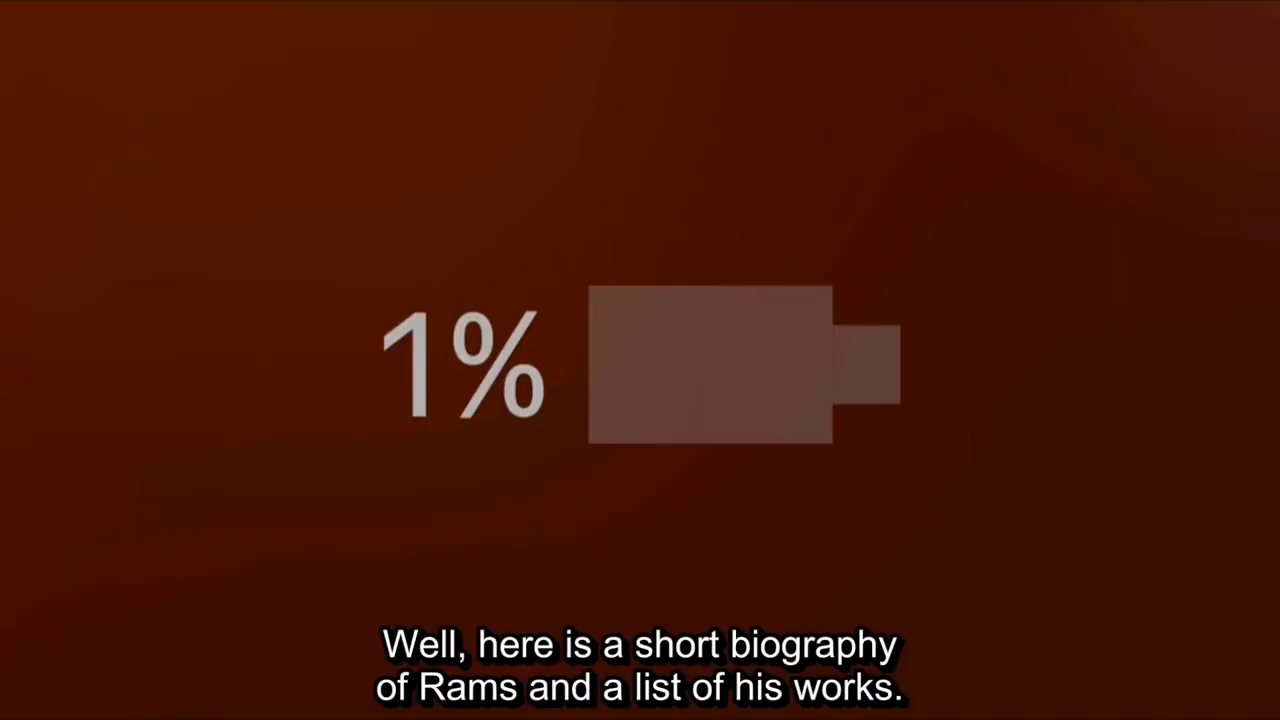 1%
Well, here is a short biography
of Rams and a list of his works.